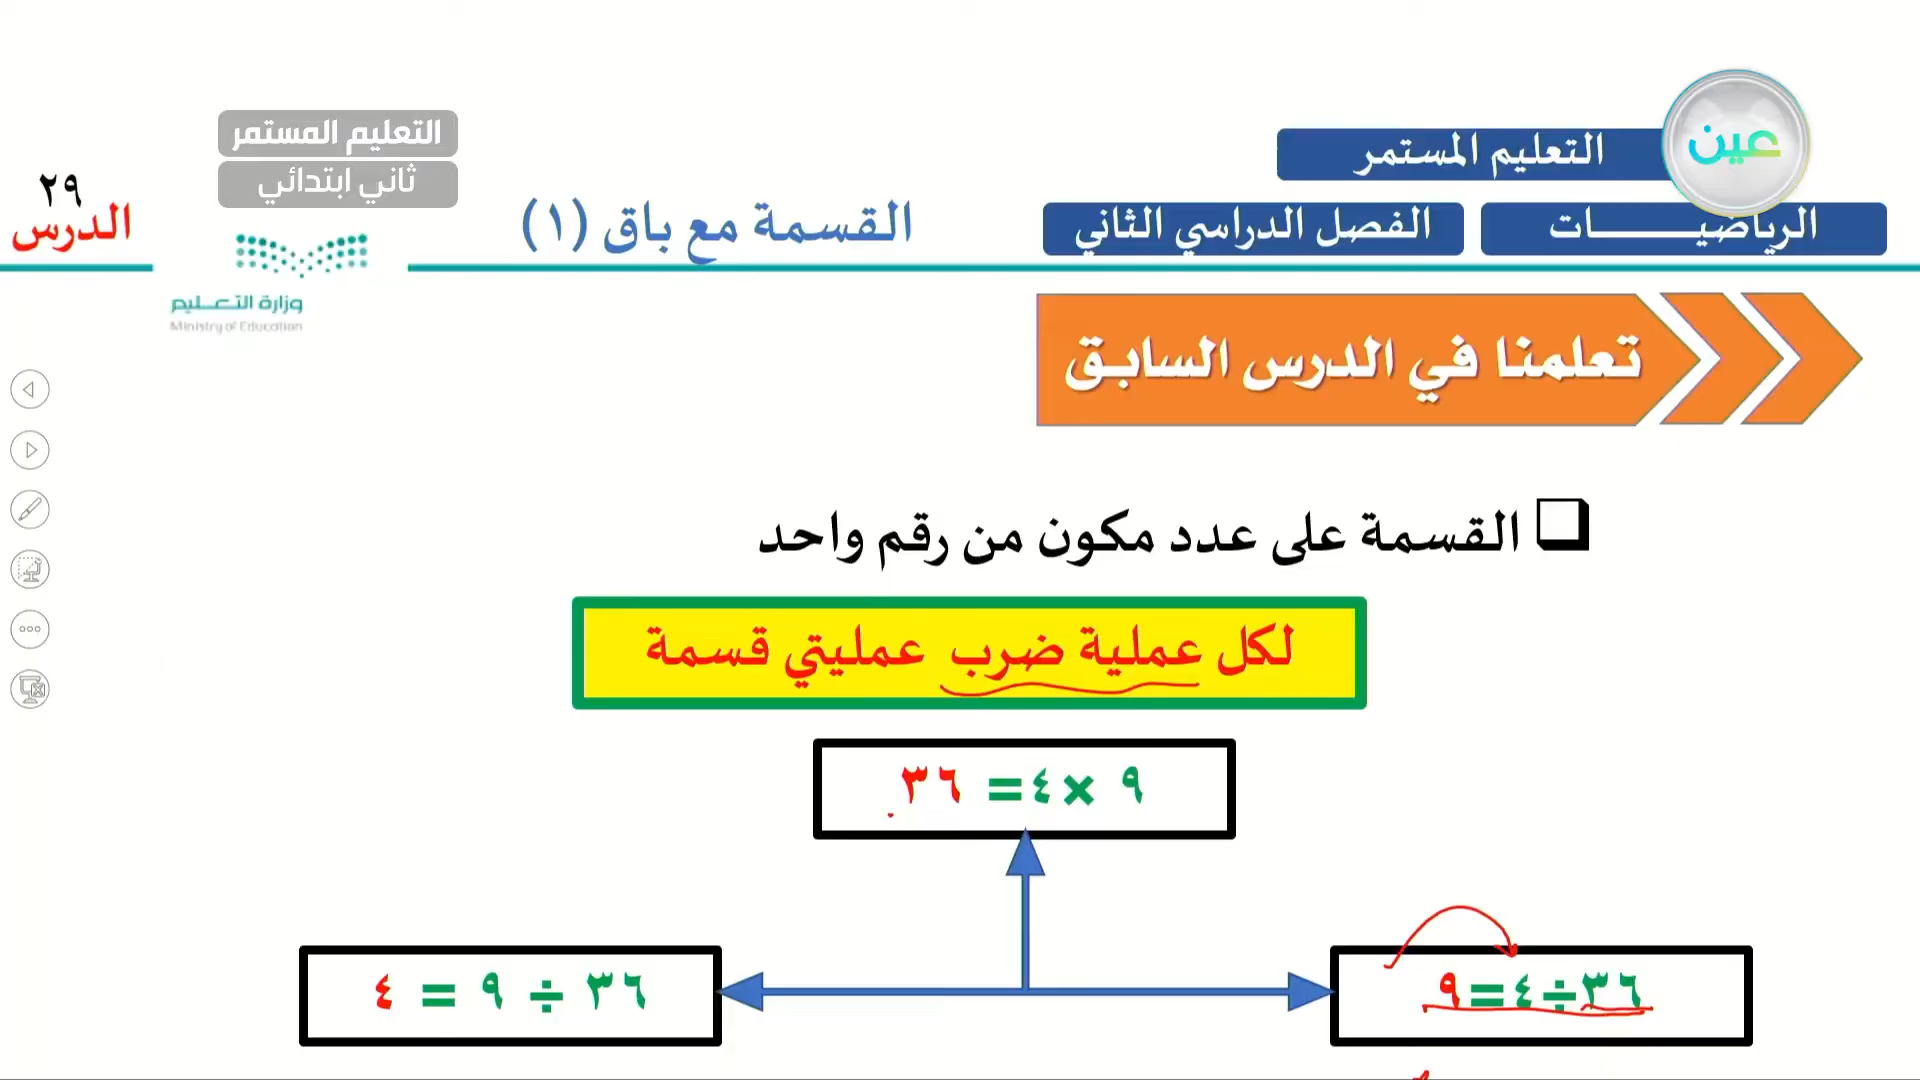 التعليم المستمر
ثاني ابتدائي
عين
التعليم المستمر
الرياضيـــــــات
الفصل الدراسي الثاني
القسمة مع باق (١)
٢٩
الدرس
وزارة التعـــليم
Ministry of Education
تعلمنا في الدرس السابق
القسمة على عدد مكون من رقم واحد
لكل عملية ضرب عمليتي قسمة
٩ ×٤= ٣٦
٣٦÷٤=٩
٣٦ ÷ ٩ = ٤